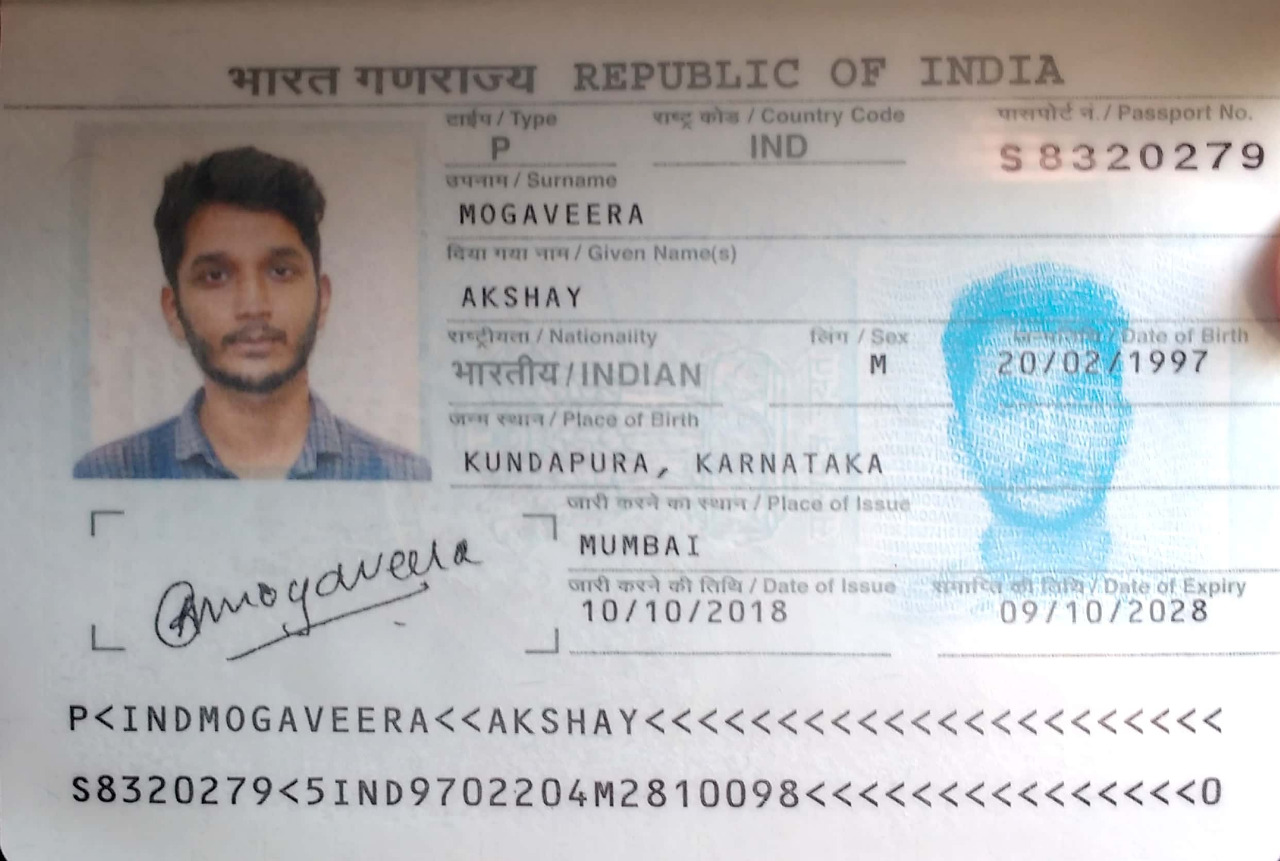 भारत गणराज्य REPUBLIC OF INDIA
टाईप / Type
राष्ट्र कोड / Country Code
पासपोर्ट नं. / Passport No.
P
IND
S8320279
उपनाम / Surname
MOGAVEERA
दिया गया नाम / Given Name(s)
AKSHAY
राष्ट्रीयता / Nationality
लिंग / Sex
जन्मतिथि / Date of Birth
भारतीय / INDIAN
M
20/02/1997
जन्म स्थान / Place of Birth
KUNDAPURA, KARNATAKA
जारी करने का स्थान / Place of Issue
MUMBAI
जारी करने की तिथि / Date of Issue
समाप्ति की तिथि / Date of Expiry
10/10/2018
09/10/2028
Amogaveera
P<INDMOGAVEERA<<AKSHAY<<<<<<<<<<<<<<<<<<<<<<
S8320279<5IND9702204M2810098<<<<<<<<<<<<<<<0